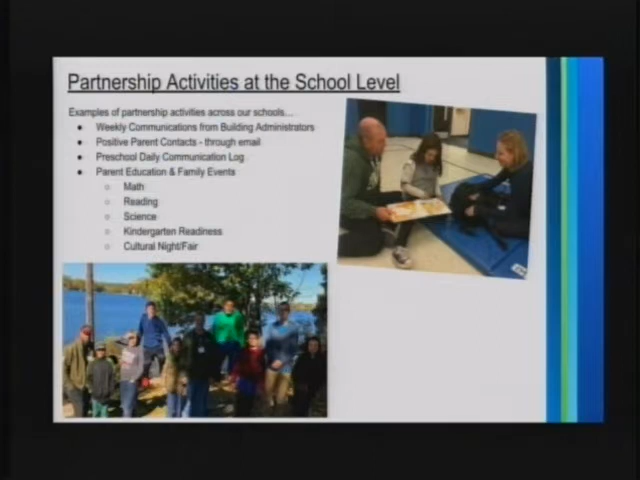 Partnership Activities at the School Level
Examples of partnership activities across our schools...
● Weekly Communications from Building Administrators
● Positive Parent Contacts - through email
● Preschool Daily Communication Log
● Parent Education & Family Events
○ Math
○ Reading
○ Science
○ Kindergarten Readiness
○ Cultural Night/Fair